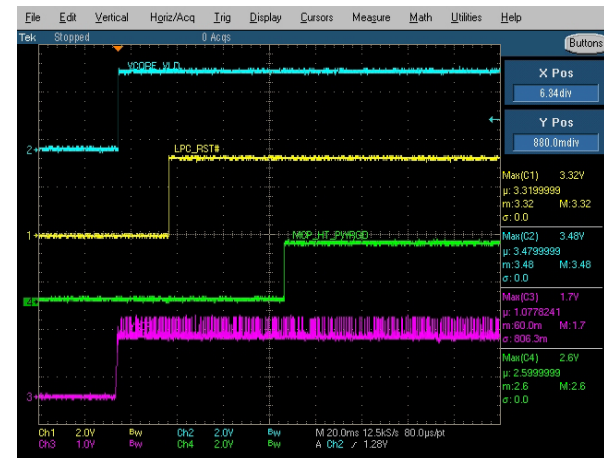 File Edit Vertical Horiz/Acq Trig Display Cursors Measure Math Utilities Help
Tek Stopped 0 Acqs Buttons
VCORE_VLD
X Pos
6.34div
Y Pos
880.0mdiv
2
LPC_RST#
Max(C1) 3.32V
µ: 3.3199999
m:3.32 M: 3.32
σ: 0.0
1
MCP_HT_PWRGD
Max(C2) 3.48V
µ: 3.4799999
m:3.48 M:3.48
σ: 0.0
4
Max(C3) 1.7V
µ: 1.0778241
m:60.0m M: 1.7
σ: 806.3m
Max(C4) 2.6V
µ: 2.5999999
m:2.6 M:2.6
σ: 0.0
3
Ch1 2.0V Bw Ch2 2.0V Bw M 20.0ms 12.5kS/s 80.0µs/pt
Ch3 1.0V Bw Ch4 2.0V Bw A Ch2 ⁄ 1.28V